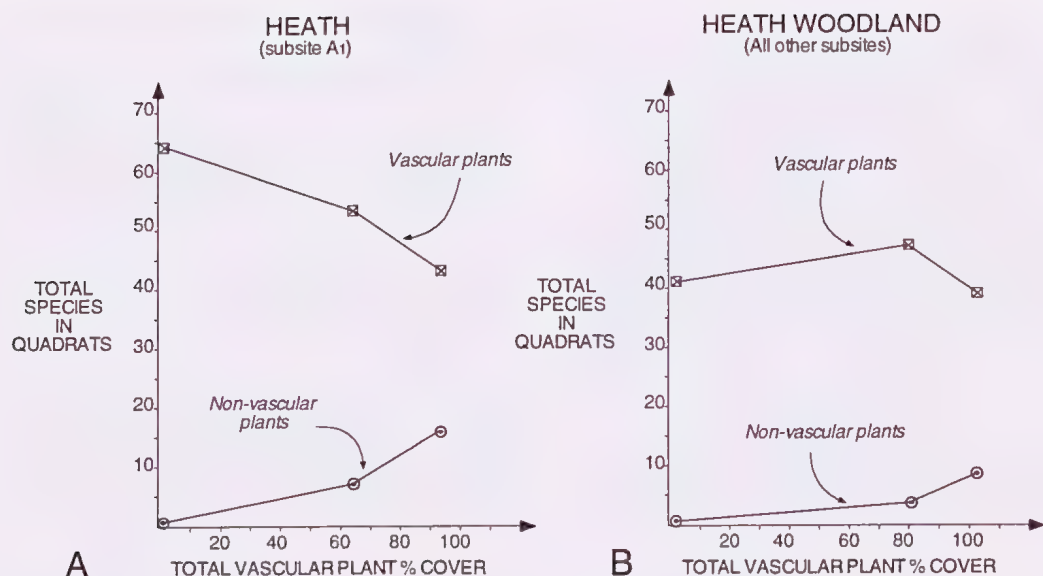 HEATH
(subsite A1)
70
60
50
40
30
20
10
TOTAL
SPECIES
IN
QUADRATS
Vascular plants
Non-vascular
plants
20 40 60 80 100
A TOTAL VASCULAR PLANT % COVER
HEATH WOODLAND
(All other subsites)
70
60
50
40
30
20
10
TOTAL
SPECIES
IN
QUADRATS
Vascular plants
Non-vascular plants
20 40 60 80 100
B TOTAL VASCULAR PLANT % COVER